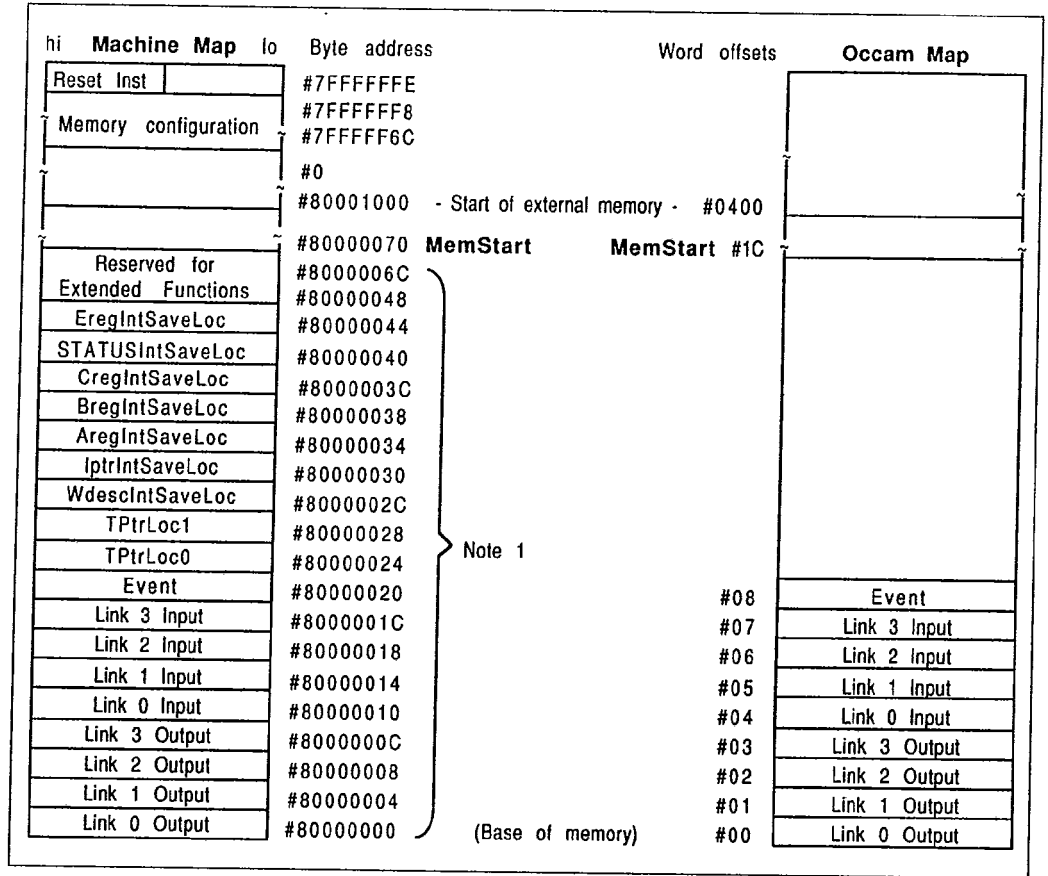 hi Machine Map lo Byte address Word offsets Occam Map
Reset Inst #7FFFFFFE
#7FFFFFF8
Memory configuration #7FFFFF6C
#0
#80001000 - Start of external memory - #0400
#80000070 MemStart MemStart #1C
Reserved for #8000006C
Extended Functions #80000048
EregIntSaveLoc #80000044
STATUSIntSaveLoc #80000040
CregIntSaveLoc #8000003C
BregIntSaveLoc #80000038
AregIntSaveLoc #80000034
IptrIntSaveLoc #80000030
WdescIntSaveLoc #8000002C
TPtrLoc1 #80000028
Note 1
TPtrLoc0 #80000024
Event #80000020 #08 Event
Link 3 Input #8000001C #07 Link 3 Input
Link 2 Input #80000018 #06 Link 2 Input
Link 1 Input #80000014 #05 Link 1 Input
Link 0 Input #80000010 #04 Link 0 Input
Link 3 Output #8000000C #03 Link 3 Output
Link 2 Output #80000008 #02 Link 2 Output
Link 1 Output #80000004 #01 Link 1 Output
Link 0 Output #80000000 (Base of memory) #00 Link 0 Output